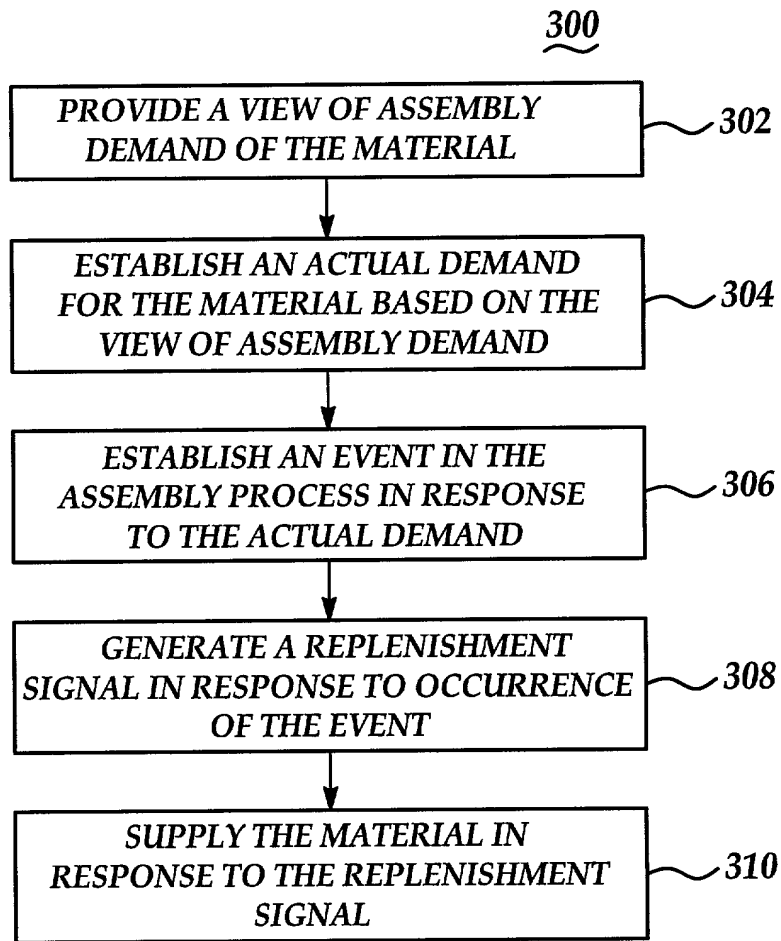 300
PROVIDE A VIEW OF ASSEMBLY
DEMAND OF THE MATERIAL
302
ESTABLISH AN ACTUAL DEMAND
FOR THE MATERIAL BASED ON THE
VIEW OF ASSEMBLY DEMAND
304
ESTABLISH AN EVENT IN THE
ASSEMBLY PROCESS IN RESPONSE
TO THE ACTUAL DEMAND
306
GENERATE A REPLENISHMENT
SIGNAL IN RESPONSE TO OCCURRENCE
OF THE EVENT
308
SUPPLY THE MATERIAL IN
RESPONSE TO THE REPLENISHMENT
SIGNAL
310